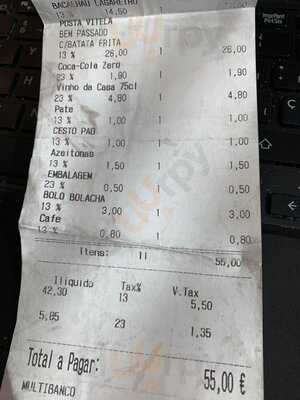 BACALHAU LAGAREIRO
13 % 14,50 1
POSTA VITELA
BEM PASSADO
C/BATATA FRITA
13 % 26,00 1 26,00
Coca-Cola Zero
23 % 1,90 1 1,90
Vinho da Casa 75cl
23 % 4,80 1 4,80
Pate
13 % 1,00 1 1,00
CESTO PAO
13 % 1,00 1 1,00
Azeitonas
13 % 1,50 1 1,50
EMBALAGEM
23 % 0,50 1 0,50
BOLO BOLACHA
13 % 3,00 1 3,00
Cafe
13 % 0,80 1 0,80
Itens: 11 55,00
Iliquido Tax% V.Tax
42,30 13 5,50
5,85 23 1,35
Total a Pagar: 55,00 €
MULTIBANCO